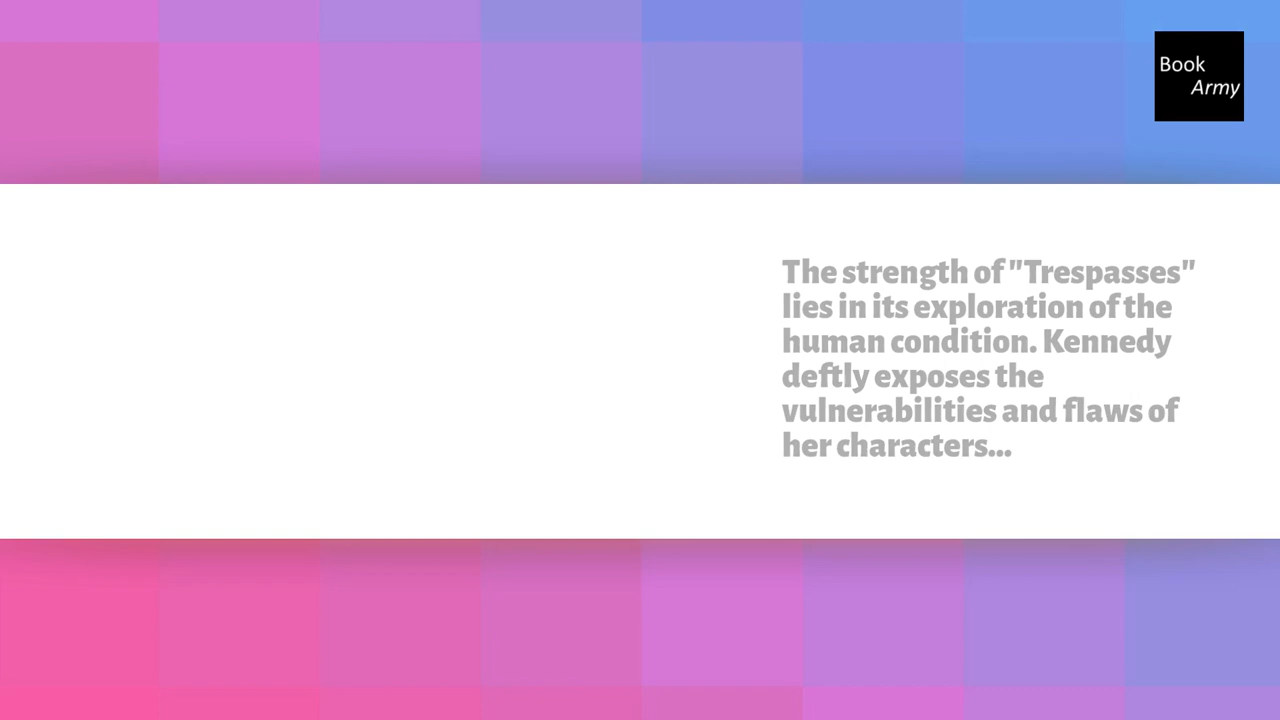 Book
Army
The strength of "Trespasses"
lies in its exploration of the
human condition. Kennedy
deftly exposes the
vulnerabilities and flaws of
her characters...